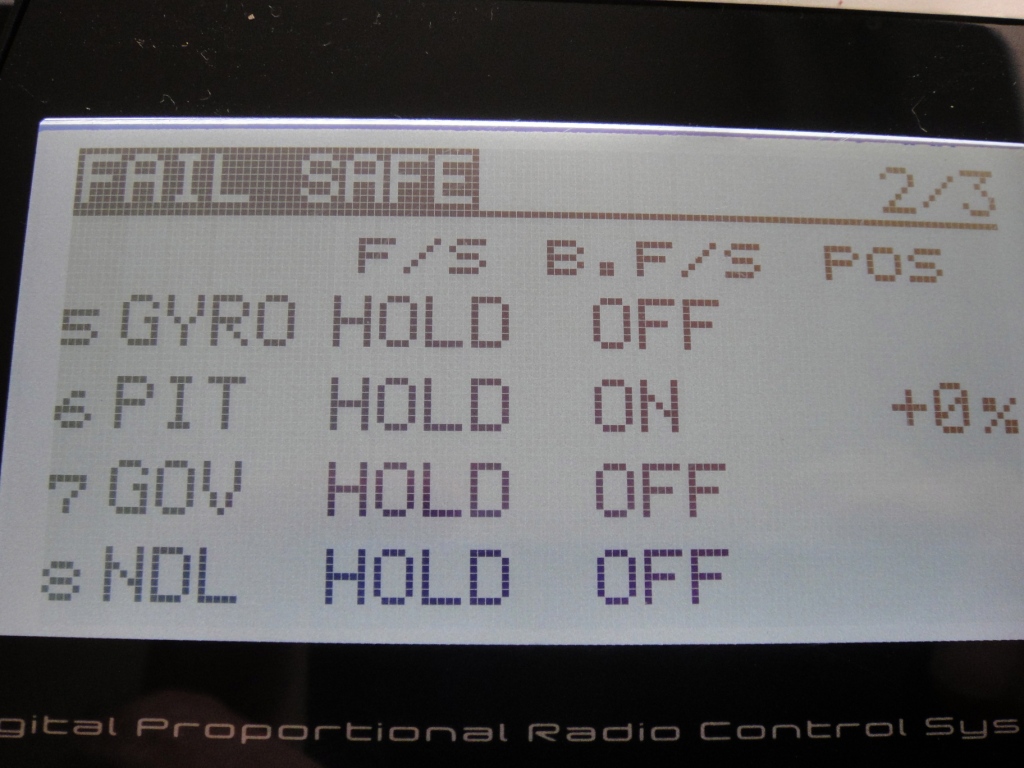 FAIL SAFE 2/3
F/S B.F/S POS
5 GYRO HOLD OFF
6 PIT HOLD ON +0%
7 GOV HOLD OFF
8 NDL HOLD OFF
gital Proportional Radio Control Sys